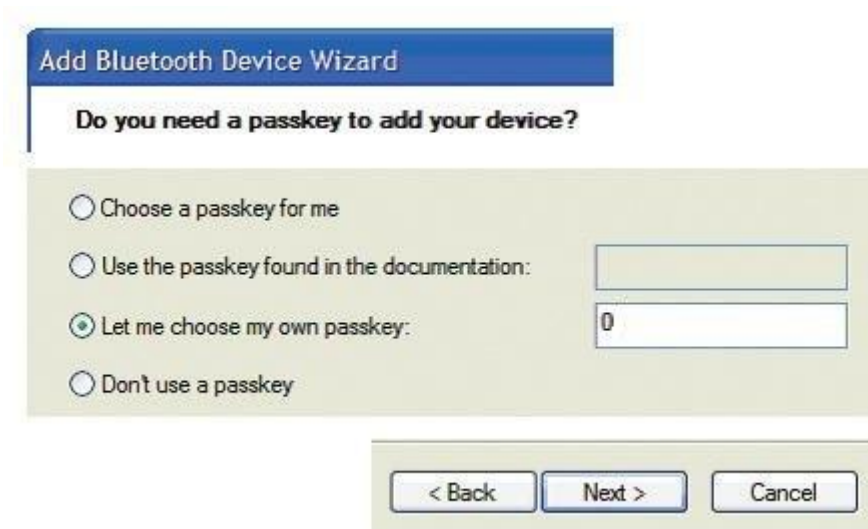 Add Bluetooth Device Wizard
Do you need a passkey to add your device?
Choose a passkey for me
Use the passkey found in the documentation:
Let me choose my own passkey: 0
Don't use a passkey
< Back Next > Cancel